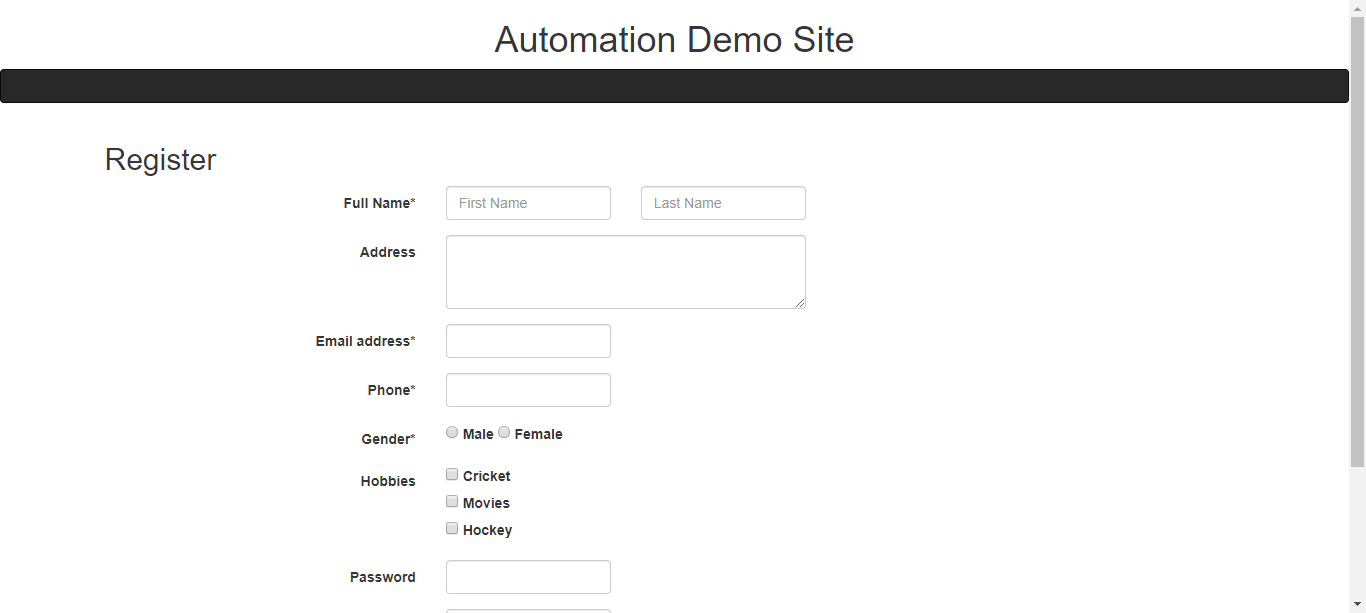 Automation Demo Site
Register
Full Name* First Name Last Name
Address
Email address*
Phone*
Gender* Male Female
Hobbies Cricket
Movies
Hockey
Password